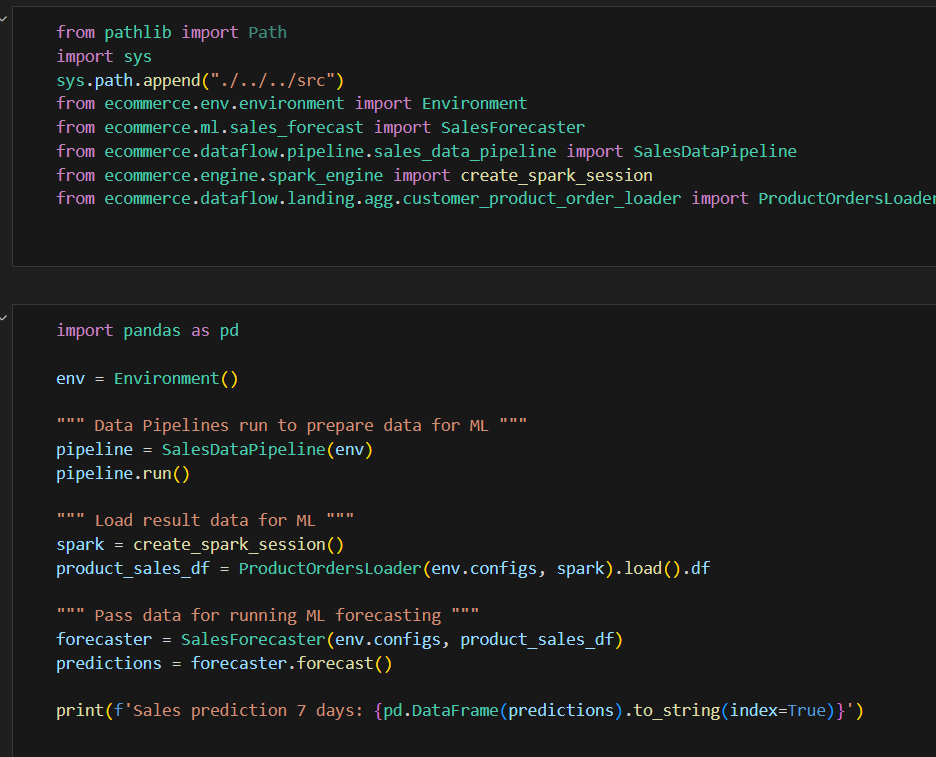 from pathlib import Path
import sys
sys.path.append("./../../src")
from ecommerce.env.environment import Environment
from ecommerce.ml.sales_forecast import SalesForecaster
from ecommerce.dataflow.pipeline.sales_data_pipeline import SalesDataPipeline
from ecommerce.engine.spark_engine import create_spark_session
from ecommerce.dataflow.landing.agg.customer_product_order_loader import ProductOrdersLoader
import pandas as pd
env = Environment()
""" Data Pipelines run to prepare data for ML """
pipeline = SalesDataPipeline(env)
pipeline.run()
""" Load result data for ML """
spark = create_spark_session()
product_sales_df = ProductOrdersLoader(env.configs, spark).load().df
""" Pass data for running ML forecasting """
forecaster = SalesForecaster(env.configs, product_sales_df)
predictions = forecaster.forecast()
print(f'Sales prediction 7 days: {pd.DataFrame(predictions).to_string(index=True)}')